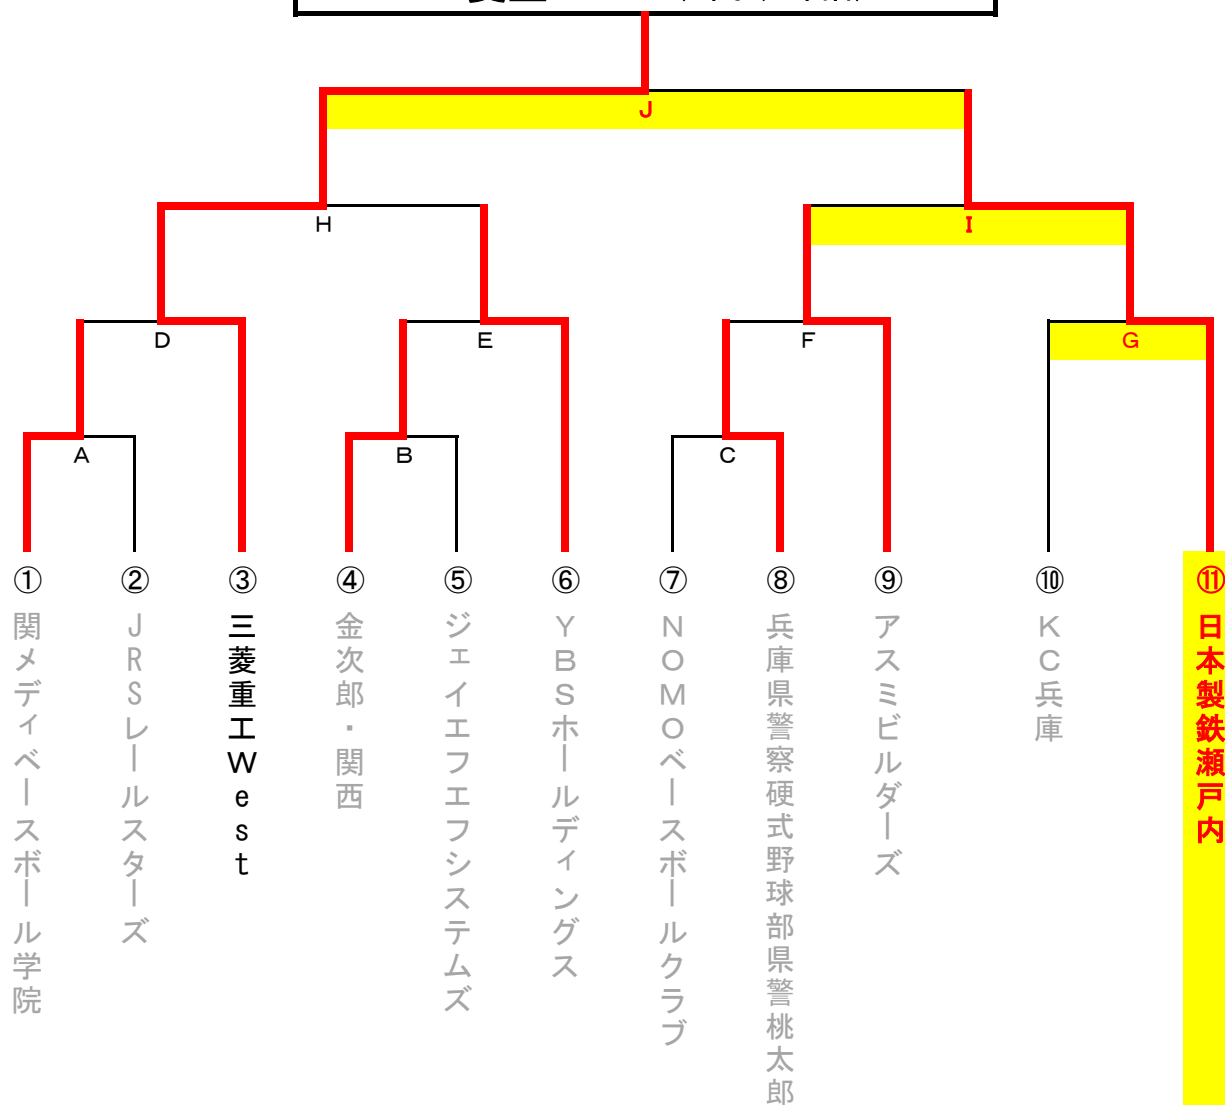 J
H
I
D
E
F
G
A
B
C
① 関メディベースボール学院
② JRSレールスターズ
③ 三菱重工West
④ 金次郎・関西
⑤ ジェイエフエフシステムズ
⑥ YBSホールディングス
⑦ NOMOベースボールクラブ
⑧ 兵庫県警察硬式野球部県警桃太郎
⑨ アスミビルダーズ
⑩ KC兵庫
⑪ 日本製鉄瀬戸内